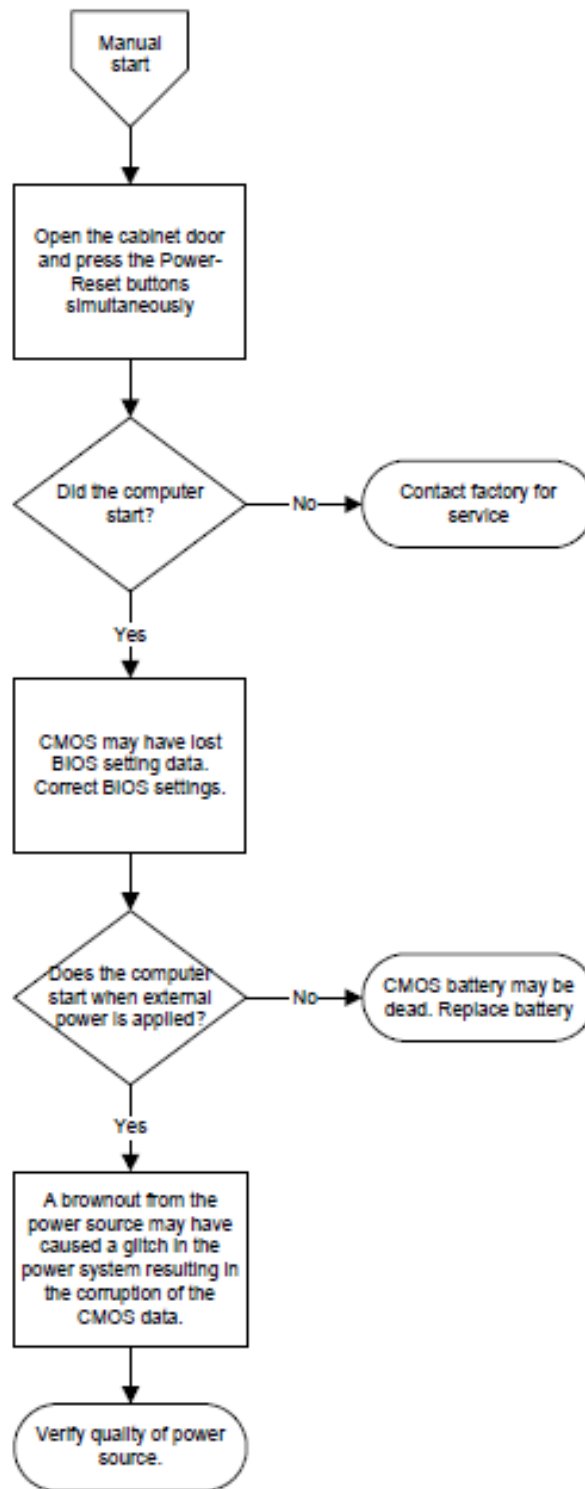 Manual
start
Open the cabinet door
and press the Power-
Reset buttons
simultaneously
Did the computer
start?
No
Contact factory for
service
Yes
CMOS may have lost
BIOS setting data.
Correct BIOS settings.
Does the computer
start when external
power is applied?
No
CMOS battery may be
dead. Replace battery
Yes
A brownout from the
power source may have
caused a glitch in the
power system resulting in
the corruption of the
CMOS data.
Verify quality of power
source.